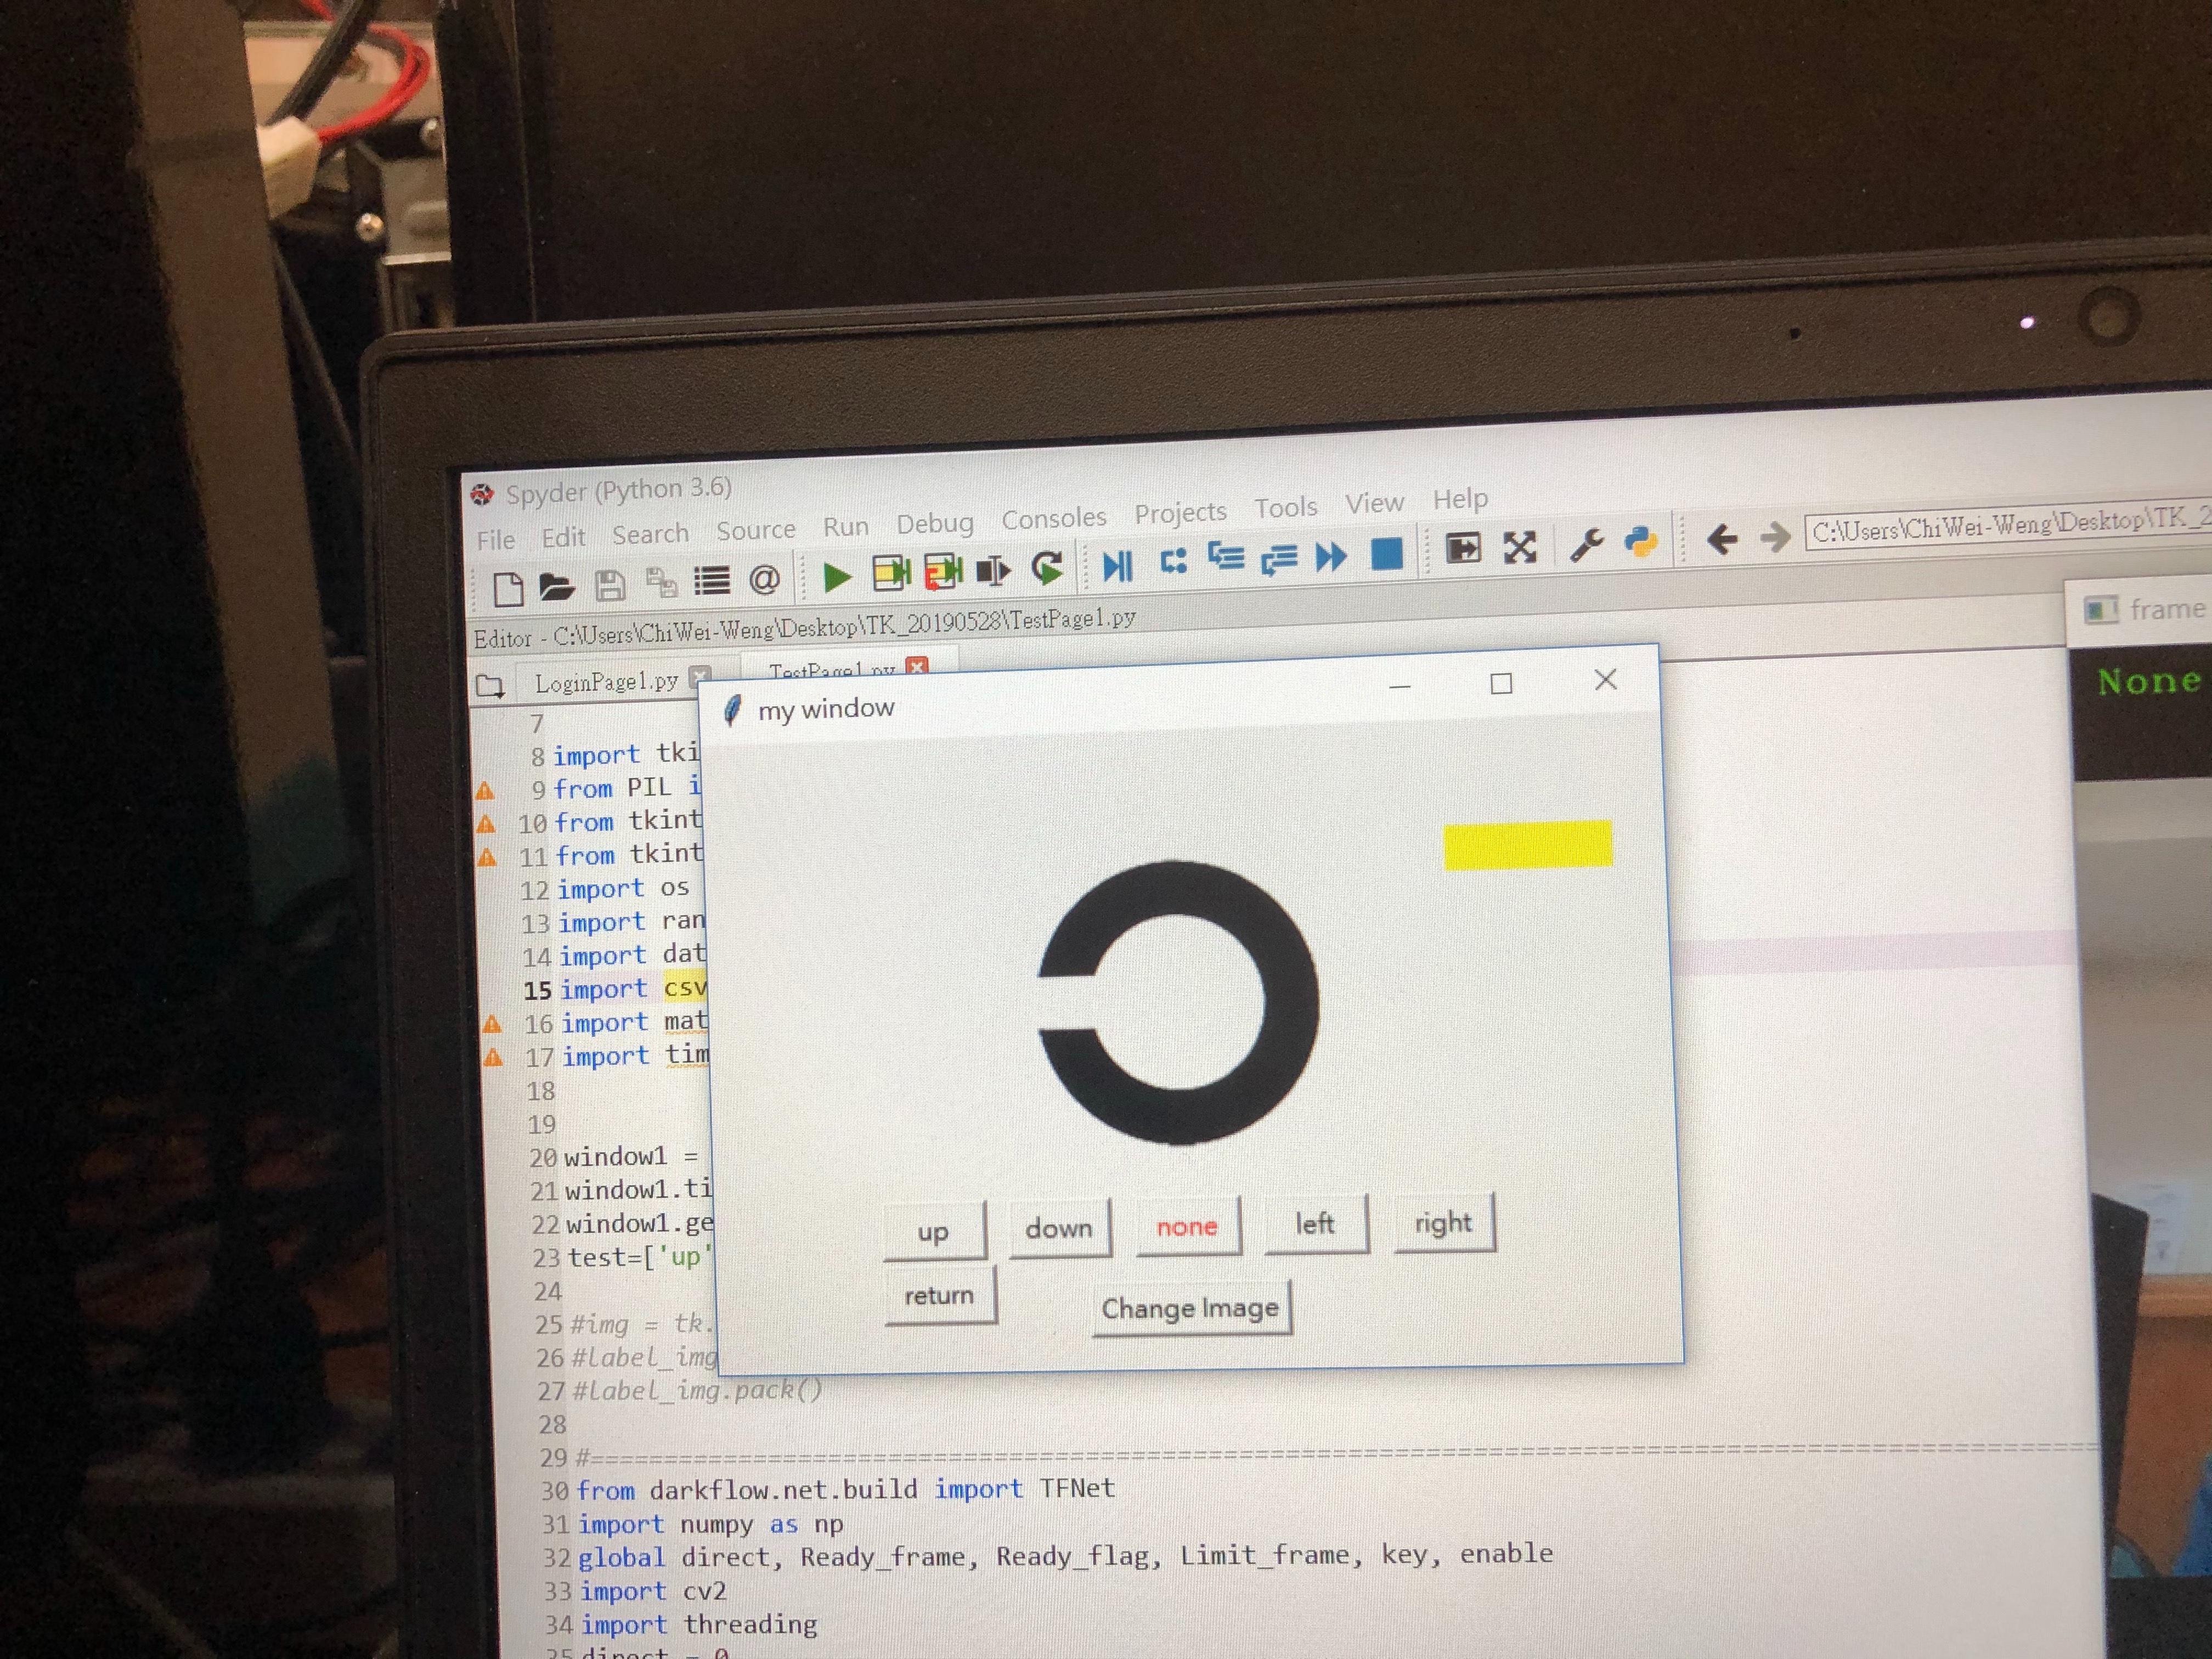 Spyder (Python 3.6)
File Edit Search Source Run Debug Consoles Projects Tools View Help
@
C:\Users\ChiWei-Weng\Desktop\TK_2
Editor - C:\Users\ChiWei-Weng\Desktop\TK_20190528\TestPage1.py
LoginPage1.py TestPage1.py
frame
None
my window
7
8 import tki
9 from PIL i
10 from tkint
11 from tkint
12 import os
13 import ran
14 import dat
15 import csv
16 import mat
17 import tim
18
19
20 window1 =
21 window1.ti
22 window1.ge
23 test=['up'
24
25 #img = tk.
26 #Label_img
27 #Label_img.pack()
28
up down none left right
return Change Image
29 #==========================================================================================================
30 from darkflow.net.build import TFNet
31 import numpy as np
32 global direct, Ready_frame, Ready_flag, Limit_frame, key, enable
33 import cv2
34 import threading
35 direct = 0